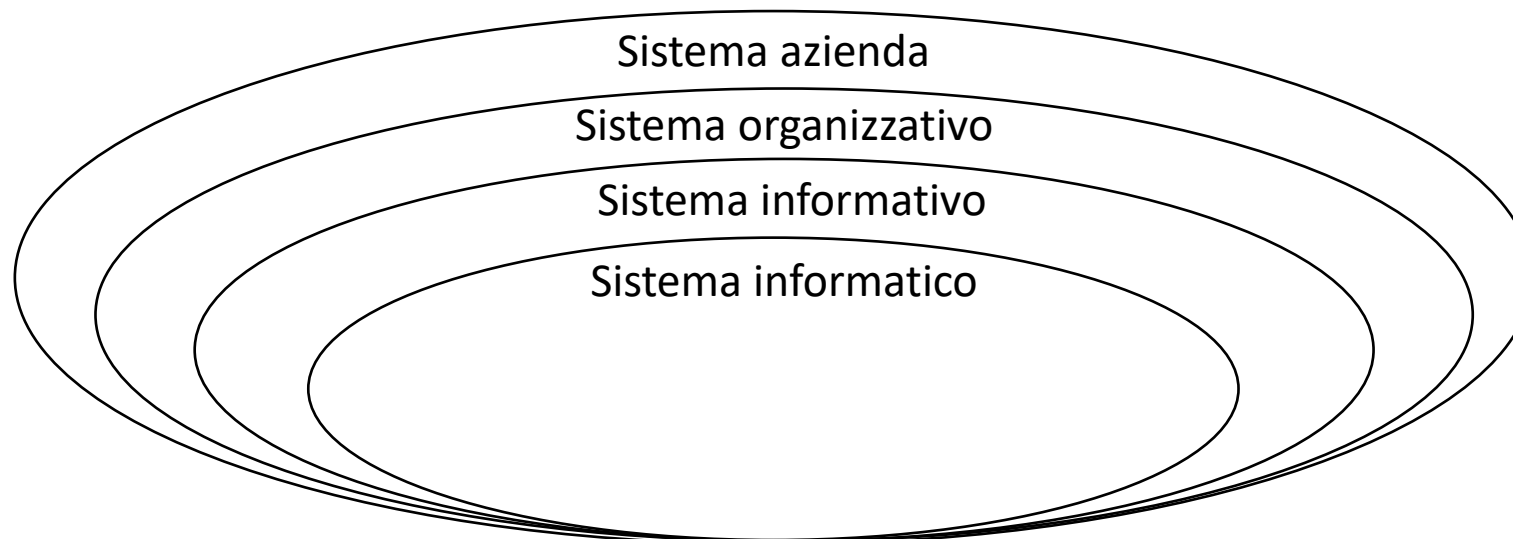 Sistema azienda
Sistema organizzativo
Sistema informativo
Sistema informatico